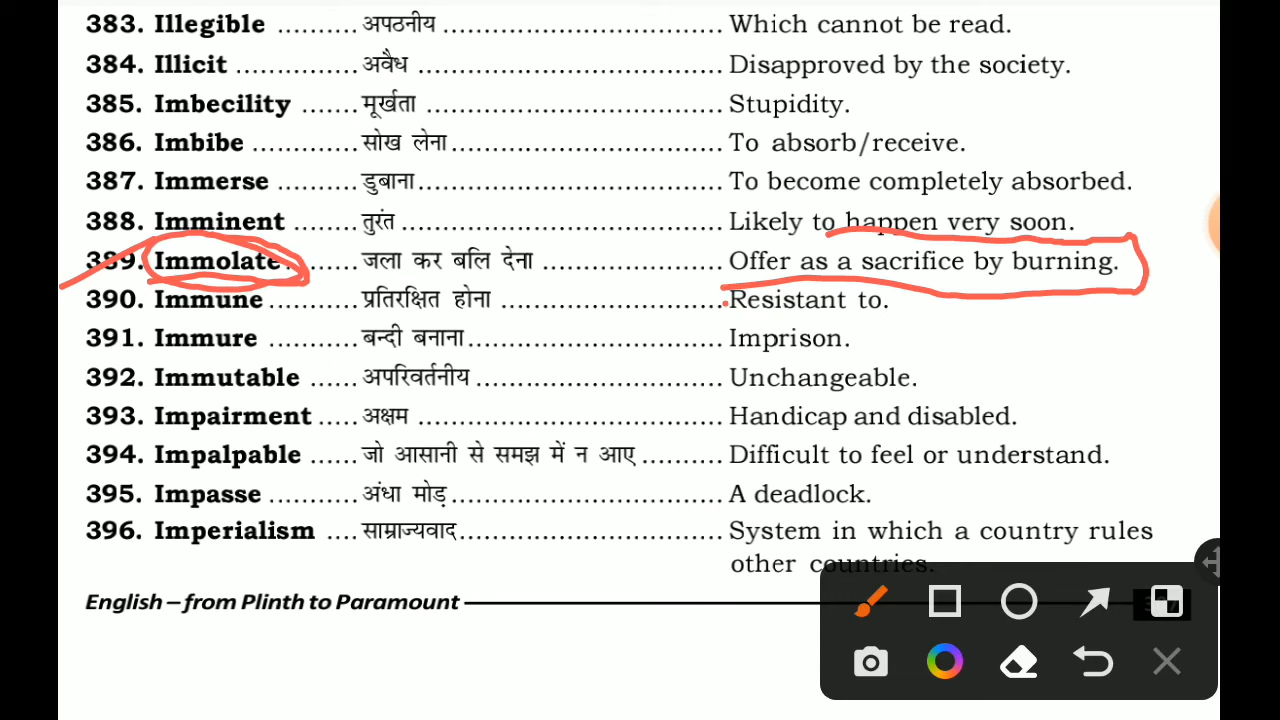 383. Illegible .......... अपठनीय .................................. Which cannot be read.
384. Illicit .............. अवैध ..................................... Disapproved by the society.
385. Imbecility ....... मूर्खता .................................... Stupidity.
386. Imbibe ............ सोख लेना ................................. To absorb/receive.
387. Immerse .......... डुबाना ..................................... To become completely absorbed.
388. Imminent ........ तुरंत ....................................... Likely to happen very soon.
389. Immolate ....... जला कर बलि देना ...................... Offer as a sacrifice by burning.
390. Immune .......... प्रतिरक्षित होना ........................... Resistant to.
391. Immure ........... बन्दी बनाना ............................... Imprison.
392. Immutable ...... अपरिवर्तनीय .............................. Unchangeable.
393. Impairment ..... अक्षम ..................................... Handicap and disabled.
394. Impalpable ...... जो आसानी से समझ में न आए .......... Difficult to feel or understand.
395. Impasse ........... अंधा मोड़ ................................. A deadlock.
396. Imperialism .... साम्राज्यवाद ................................ System in which a country rules
other countries.
English – from Plinth to Paramount